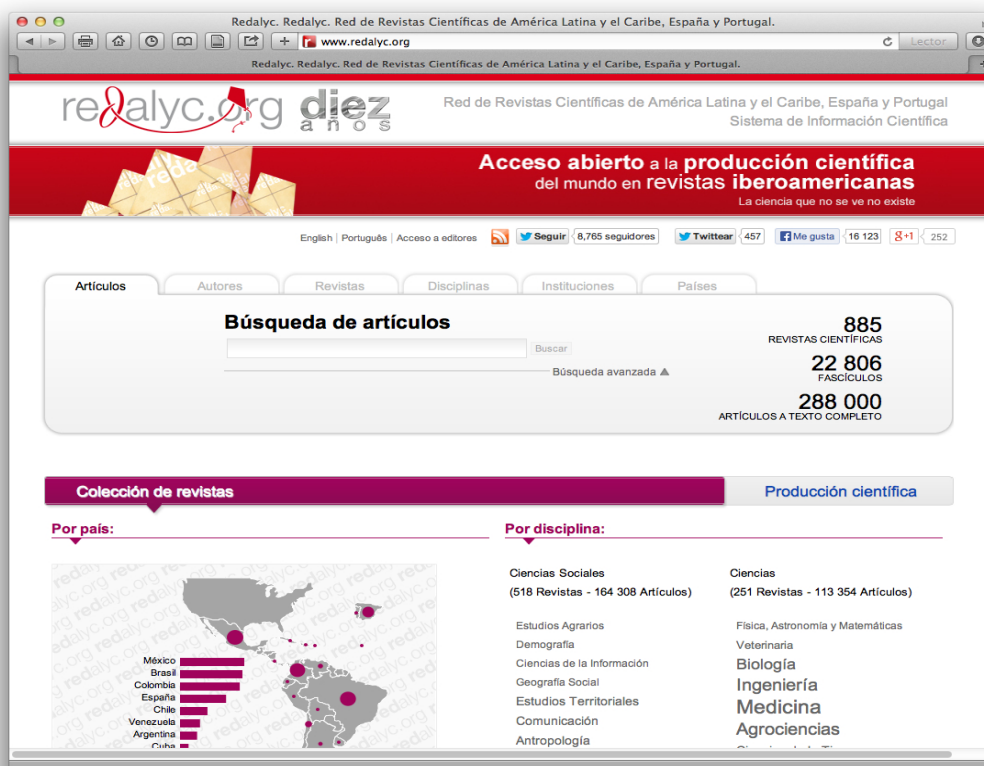 Redalyc. Redalyc. Red de Revistas Científicas de América Latina y el Caribe, España y Portugal.
www.redalyc.org
Lector
Redalyc. Redalyc. Red de Revistas Científicas de América Latina y el Caribe, España y Portugal.
redalyc.org diez años
Red de Revistas Científicas de América Latina y el Caribe, España y Portugal
Sistema de Información Científica
Acceso abierto a la producción científica
del mundo en revistas iberoamericanas
La ciencia que no se ve no existe
English | Português | Acceso a editores
Seguir 8,765 seguidores Twittear 457 Me gusta 16 123 g+1 252
Artículos Autores Revistas Disciplinas Instituciones Países
Búsqueda de artículos
Buscar
Búsqueda avanzada
885
REVISTAS CIENTÍFICAS
22 806
FASCÍCULOS
288 000
ARTÍCULOS A TEXTO COMPLETO
Colección de revistas
Producción científica
Por país:
México
Brasil
Colombia
España
Chile
Venezuela
Argentina
Cuba
Por disciplina:
Ciencias Sociales
(518 Revistas - 164 308 Artículos)
Estudios Agrarios
Demografía
Ciencias de la Información
Geografía Social
Estudios Territoriales
Comunicación
Antropología
Ciencias
(251 Revistas - 113 354 Artículos)
Física, Astronomía y Matemáticas
Veterinaria
Biología
Ingeniería
Medicina
Agrociencias